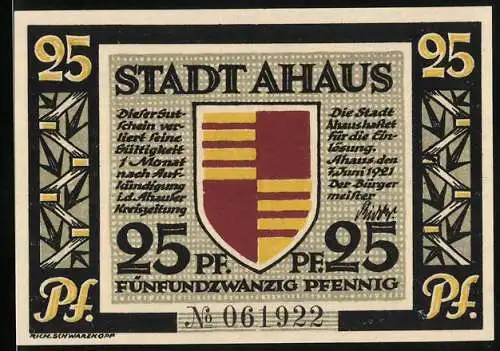 25
25
STADT AHAUS
Dieser Gut-
schein ver-
liert seine
Gültigkeit
1 Monat
nach Auf-
kündigung
i.d. Ahauser
Kreiszeitung
Die Stadt
Ahaus haftet
für die Ein-
lösung.
Ahaus den
1. Juni 1921
Der Bürger
meister
25 PF. PF. 25
FÜNFUNDZWANZIG PFENNIG
Pf.
Pf.
№ 061922
RICH. SCHWARZKOPF